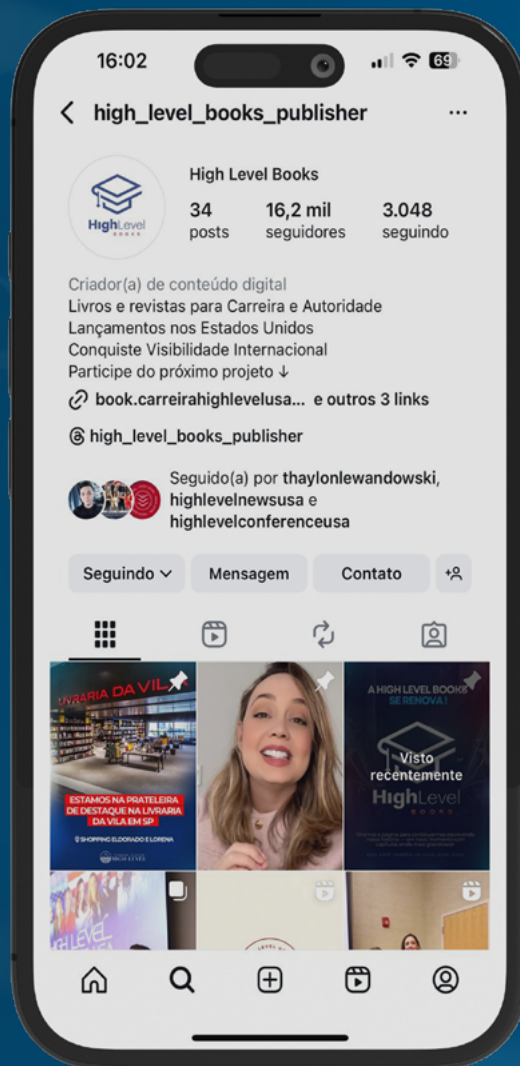 16:02
69
high_level_books_publisher
...
HighLevel
BOOKS
High Level Books
34 16,2 mil 3.048
posts seguidores seguindo
Criador(a) de conteúdo digital
Livros e revistas para Carreira e Autoridade
Lançamentos nos Estados Unidos
Conquiste Visibilidade Internacional
Participe do próximo projeto ↓
book.carreirahighlevelusa... e outros 3 links
high_level_books_publisher
Seguido(a) por thaylonlewandowski,
highlevelnewsusa e
highlevelconferenceusa
Seguindo Mensagem Contato
LIVRARIA DA VILA
ESTAMOS NA PRATELEIRA
DE DESTAQUE NA LIVRARIA
DA VILA EM SP
SHOPPING ELDORADO E LORENA
HIGH LEVEL
A HIGH LEVEL BOOKS
SE RENOVA!
Visto
recentemente
HighLevel
BOOKS